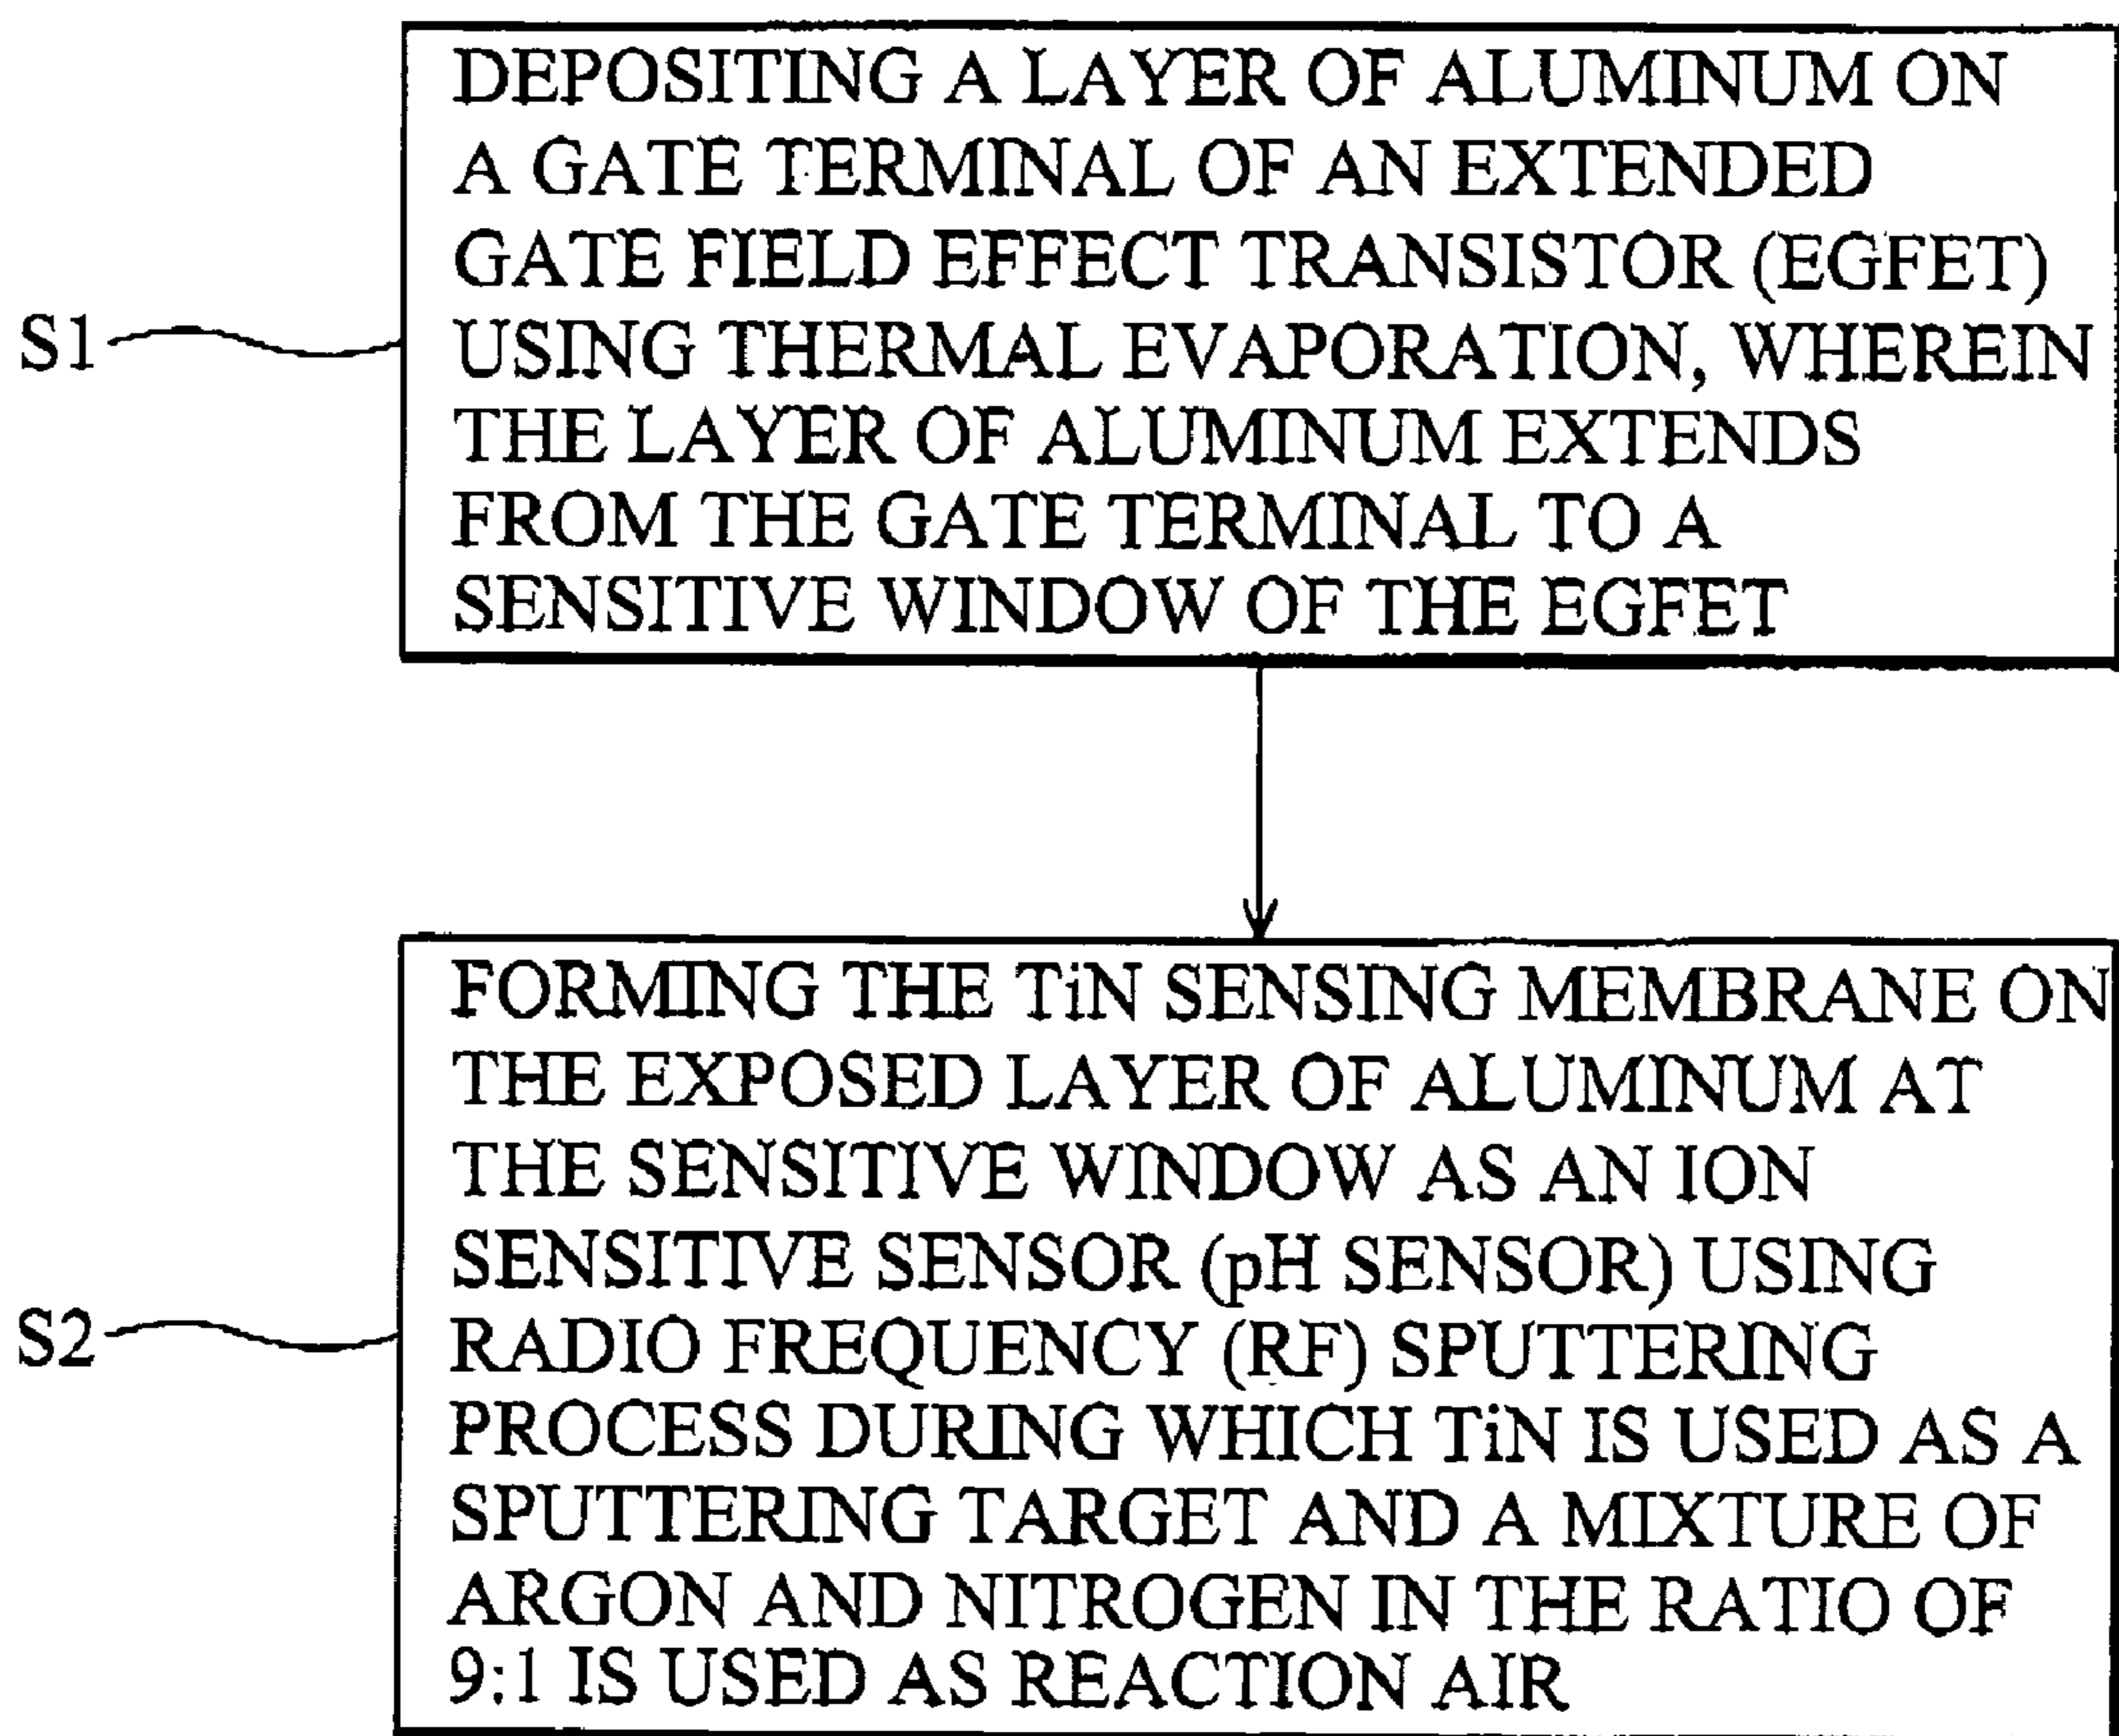 DEPOSITING A LAYER OF ALUMINUM ON
A GATE TERMINAL OF AN EXTENDED
GATE FIELD EFFECT TRANSISTOR (EGFET)
S1
USING THERMAL EVAPORATION, WHEREIN
THE LAYER OF ALUMINUM EXTENDS
FROM THE GATE TERMINAL TO A
SENSITIVE WINDOW OF THE EGFET
FORMING THE TiN SENSING MEMBRANE ON
THE EXPOSED LAYER OF ALUMINUM AT
THE SENSITIVE WINDOW AS AN ION
SENSITIVE SENSOR (pH SENSOR) USING
S2
RADIO FREQUENCY (RF) SPUTTERING
PROCESS DURING WHICH TiN IS USED AS A
SPUTTERING TARGET AND A MIXTURE OF
ARGON AND NITROGEN IN THE RATIO OF
9:1 IS USED AS REACTION AIR